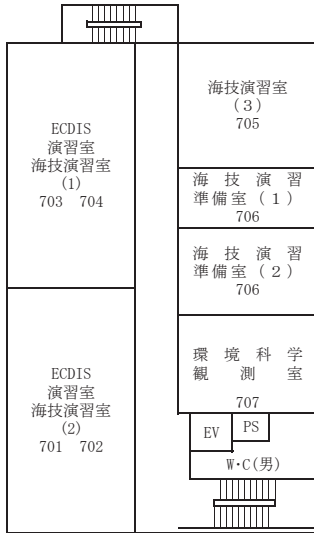 ECDIS
演習室
海技演習室
(1)
703 704
ECDIS
演習室
海技演習室
(2)
701 702
海技演習室
(3)
705
海技演習
準備室(1)
706
海技演習
準備室(2)
706
環境科学
観測室
707
EV
PS
W・C(男)